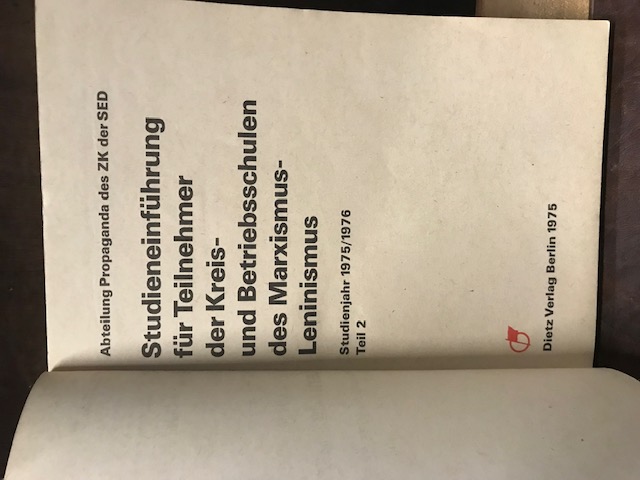 Abteilung Propaganda des ZK der SED
Studieneinführung
für Teilnehmer
der Kreis-
und Betriebsschulen
des Marxismus-
Leninismus
Studienjahr 1975/1976
Teil 2
Dietz Verlag Berlin 1975